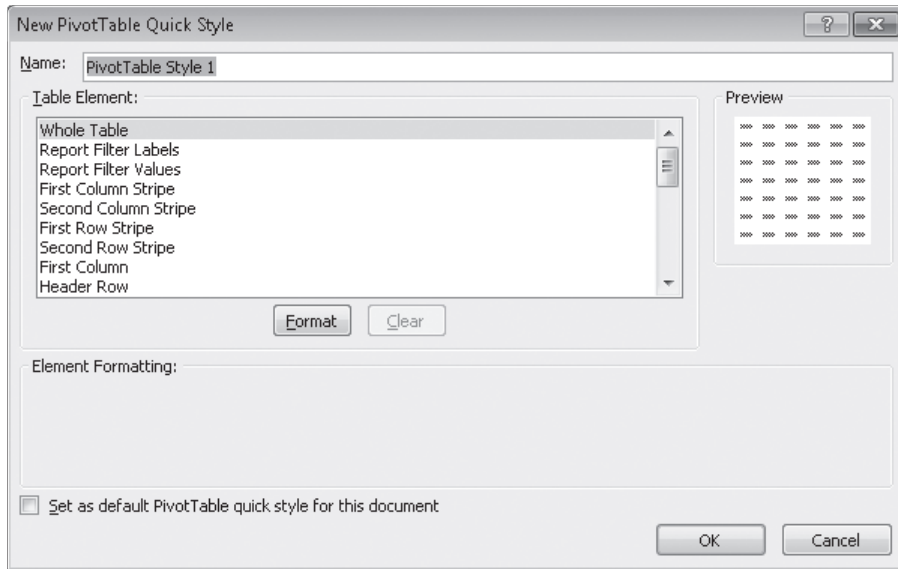 New PivotTable Quick Style
Name: PivotTable Style 1
Table Element:
Preview
Whole Table
Report Filter Labels
Report Filter Values
First Column Stripe
Second Column Stripe
First Row Stripe
Second Row Stripe
First Column
Header Row
Format Clear
Element Formatting:
Set as default PivotTable quick style for this document
OK Cancel